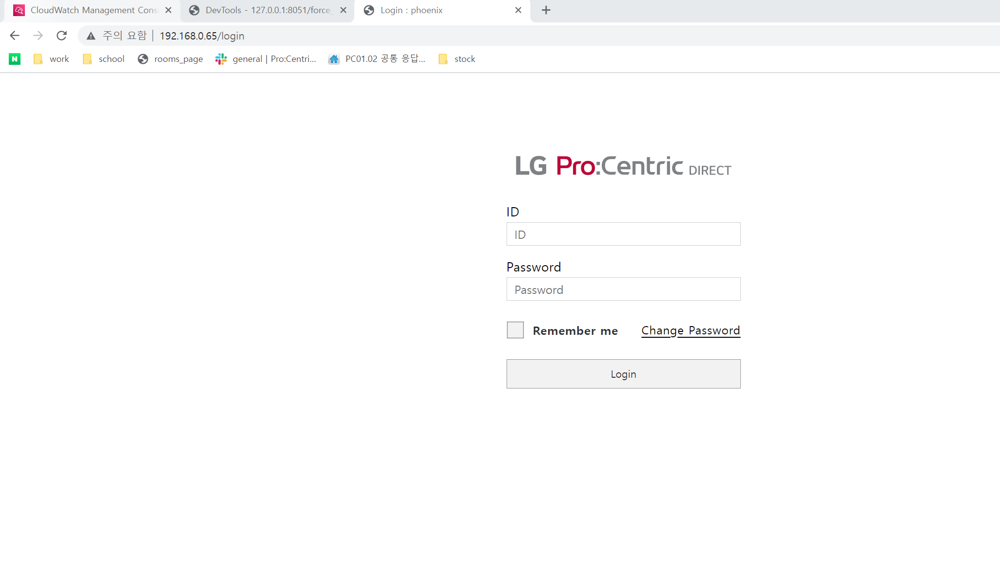 CloudWatch Management Cons
DevTools - 127.0.0.1:8051/force_
Login : phoenix
주의 요함 | 192.168.0.65/login
N work school rooms_page general | Pro:Centri... PC01.02 공통 응답... stock
LG Pro:Centric DIRECT
ID
ID
Password
Password
Remember me Change Password
Login